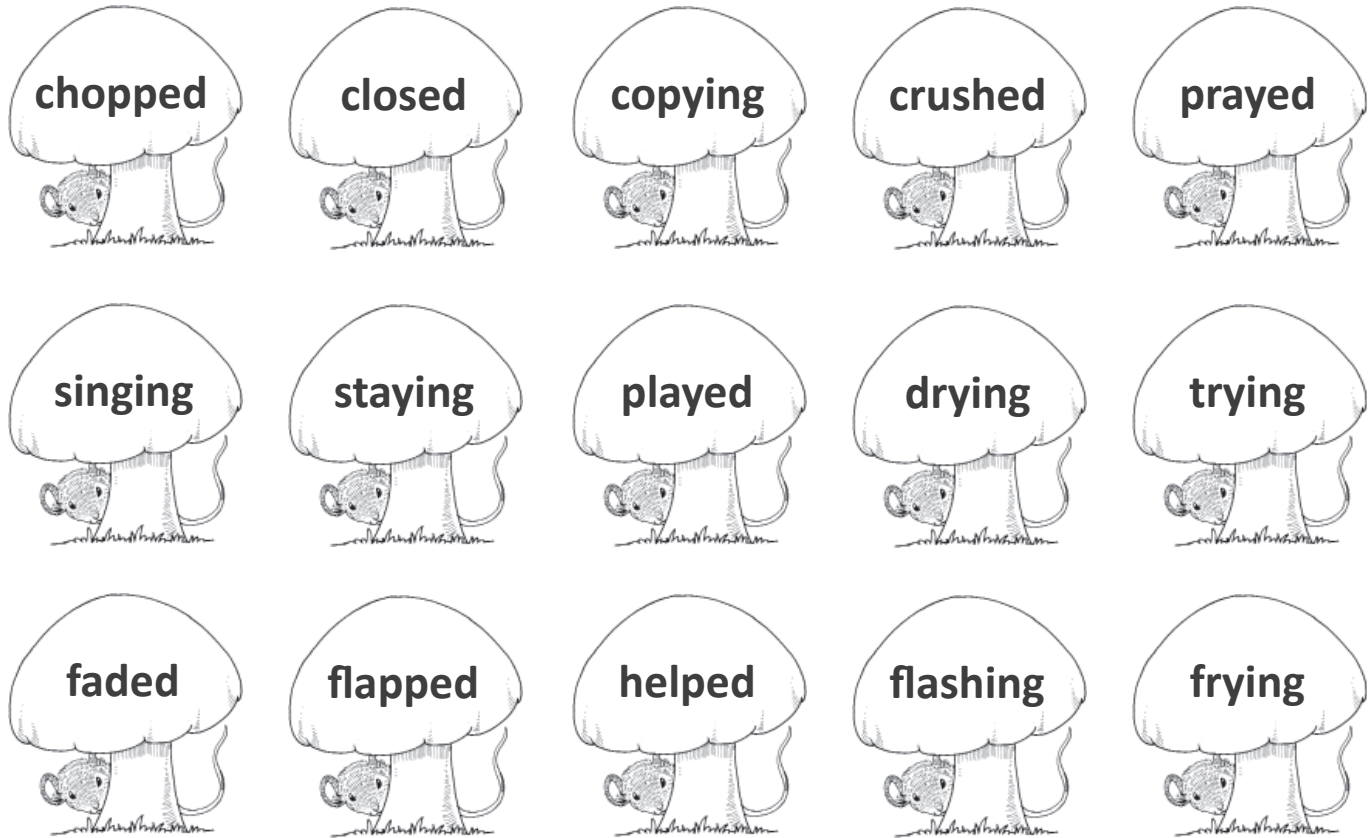 chopped closed copying crushed prayed
singing staying played drying trying
faded flapped helped flashing frying